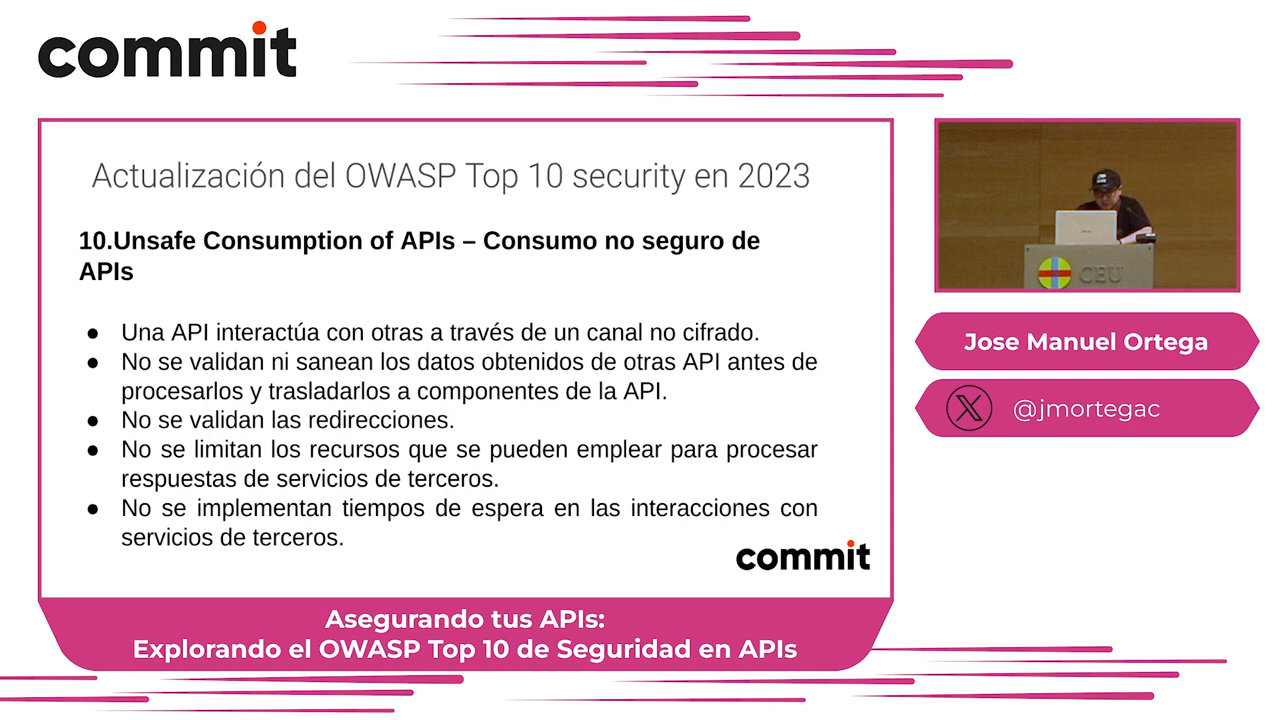 commit
Actualización del OWASP Top 10 security en 2023
10.Unsafe Consumption of APIs – Consumo no seguro de
APIs
● Una API interactúa con otras a través de un canal no cifrado.
● No se validan ni sanean los datos obtenidos de otras API antes de
procesarlos y trasladarlos a componentes de la API.
● No se validan las redirecciones.
● No se limitan los recursos que se pueden emplear para procesar
respuestas de servicios de terceros.
● No se implementan tiempos de espera en las interacciones con
servicios de terceros.
commit
Asegurando tus APIs:
Explorando el OWASP Top 10 de Seguridad en APIs
CEU
Jose Manuel Ortega
@jmortegac